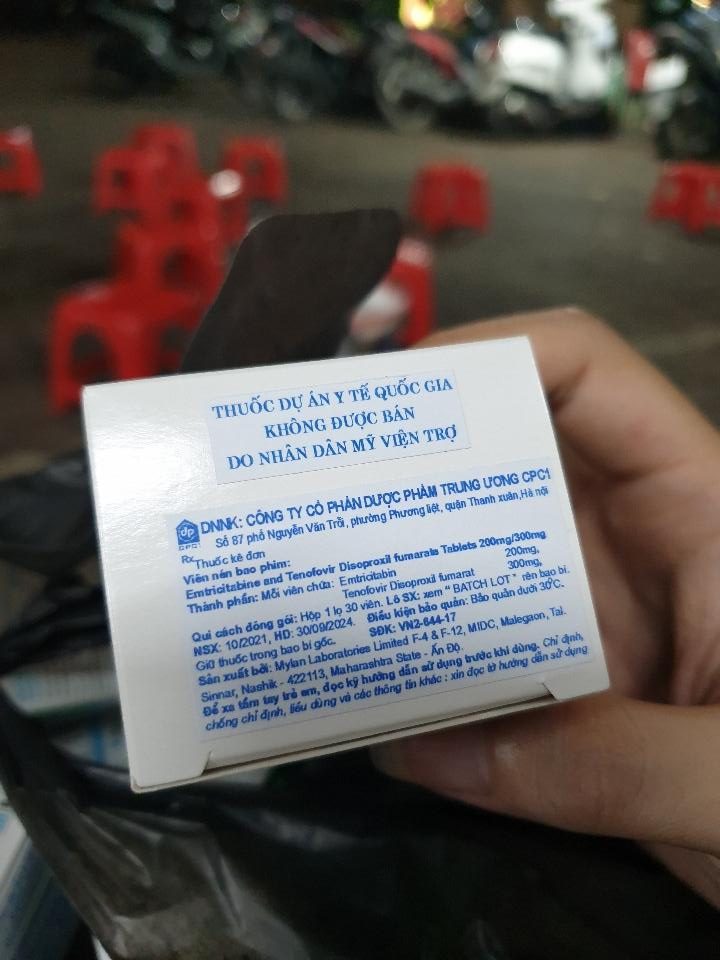 THUỐC DỰ ÁN Y TẾ QUỐC GIA
KHÔNG ĐƯỢC BÁN
DO NHÂN DÂN MỸ VIỆN TRỢ
dp
CPC1
DNNK: CÔNG TY CỔ PHẦN DƯỢC PHẨM TRUNG ƯƠNG CPC1
Số 87 phố Nguyễn Văn Trỗi, phường Phương liệt, quận Thanh xuân, Hà nội
Rx Thuốc kê đơn
Viên nén bao phim:
Emtricitabine and Tenofovir Disoproxil fumarate Tablets 200mg/300mg
Thành phần: Mỗi viên chứa: Emtricitabin 200mg,
Tenofovir Disoproxil fumarat 300mg,
Qui cách đóng gói: Hộp 1 lọ 30 viên. Lô SX: xem " BATCH LOT " trên bao bì.
NSX: 10/2021, HD: 30/09/2024. Điều kiện bảo quản: Bảo quản dưới 30°C.
Giữ thuốc trong bao bì gốc. SĐK: VN2-644-17
Sản xuất bởi: Mylan Laboratories Limited F-4 & F-12, MIDC, Malegaon, Tal.
Sinnar, Nashik - 422113, Maharashtra State - Ấn Độ.
Để xa tầm tay trẻ em, đọc kỹ hướng dẫn sử dụng trước khi dùng. Chỉ định,
chống chỉ định, liều dùng và các thông tin khác : xin đọc tờ hướng dẫn sử dụng